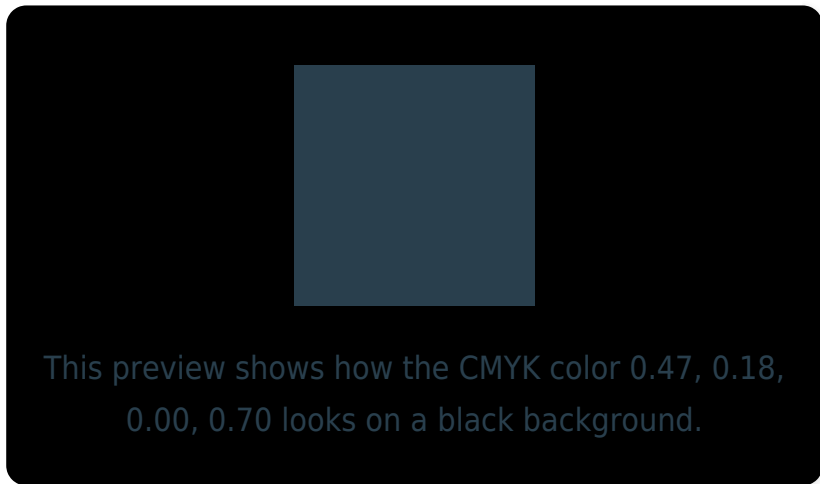 This preview shows how the CMYK color 0.47, 0.18,
0.00, 0.70 looks on a black background.